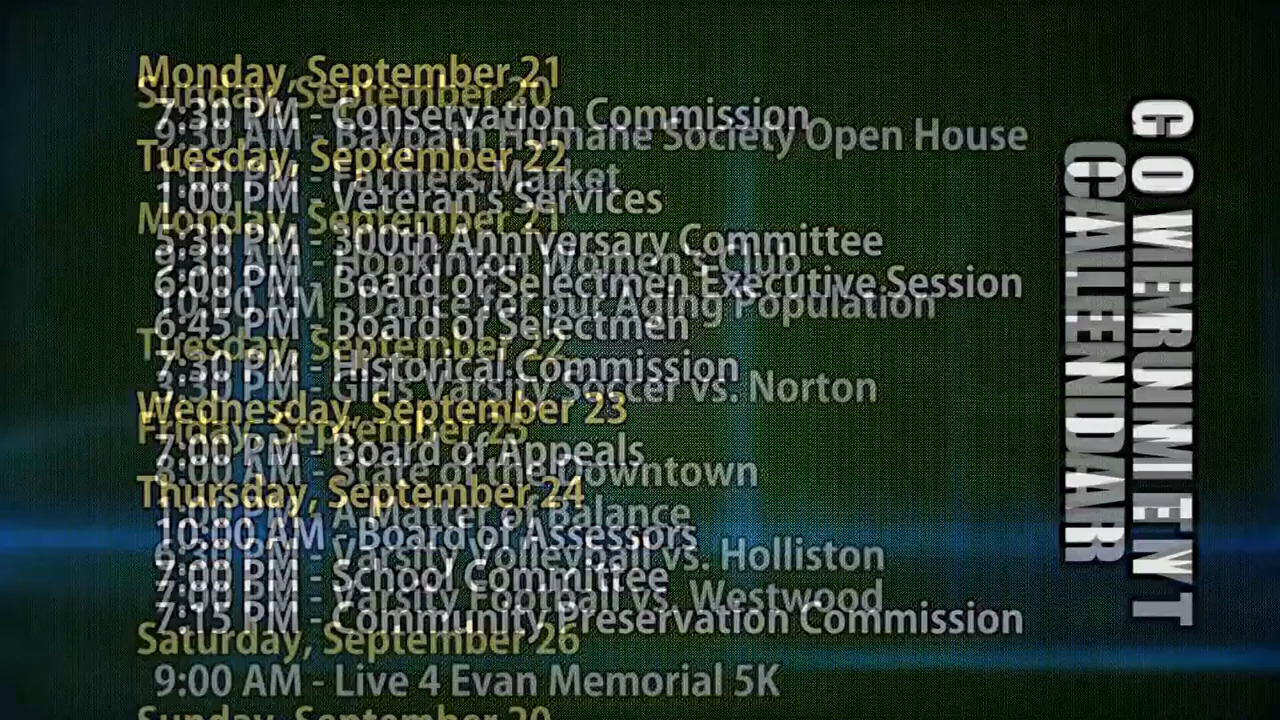 Monday, September 21
Sunday, September 20
7:30 PM - Conservation Commission
9:30 AM - Baypath Humane Society Open House
Tuesday, September 22
Farmers Market
1:00 PM - Veteran's Services
Monday, September 21
5:30 PM - 300th Anniversary Committee
AM - Hopkinton Women's Club
6:00 PM - Board of Selectmen Executive Session
10:00 AM - Dance for our Aging Population
6:45 PM - Board of Selectmen
Tuesday, September 22
7:30 PM - Historical Commission
3:30 PM - Girls Varsity Soccer vs. Norton
Wednesday, September 23
Friday, September 25
7:00 PM - Board of Appeals
8:00 AM - State of the Downtown
Thursday, September 24
A Matter of Balance
10:00 AM - Board of Assessors
Varsity Volleyball vs. Holliston
7:00 PM - School Committee
Varsity Football vs. Westwood
7:15 PM - Community Preservation Commission
Saturday, September 26
9:00 AM - Live 4 Evan Memorial 5K
Sunday, September 20
GOVERNMENT
CALENDAR